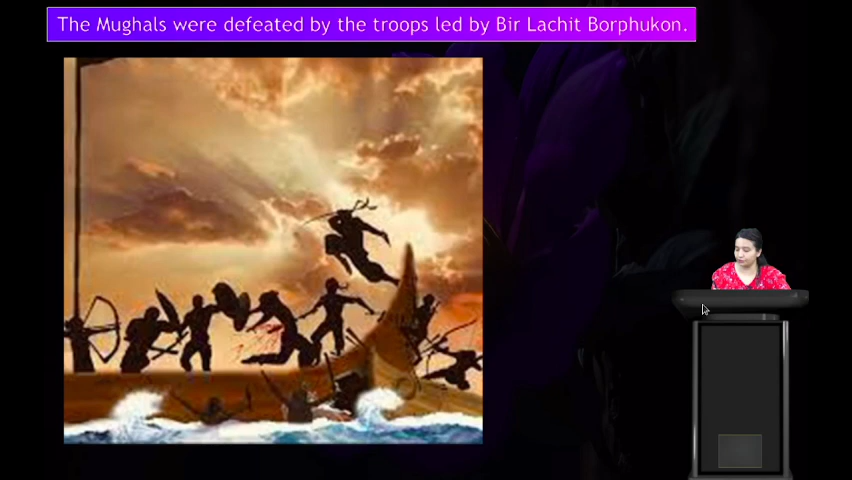 The Mughals were defeated by the troops led by Bir Lachit Borphukon.